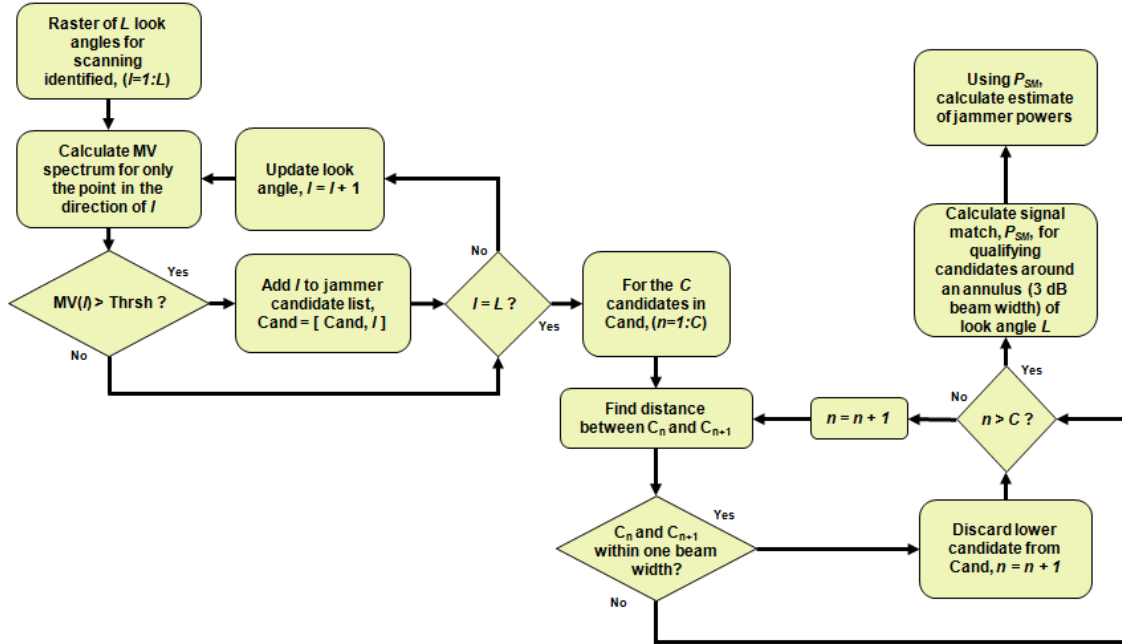 Raster of L look
angles for
scanning
identified, (l=1:L)
Calculate MV
spectrum for only
the point in the
direction of l
Update look
angle, l = l + 1
MV(l) > Thrsh ?
Yes
No
Add l to jammer
candidate list,
Cand = [ Cand, l ]
l = L ?
No
Yes
For the C
candidates in
Cand, (n=1:C)
Find distance
between Cn and Cn+1
Cn and Cn+1
within one beam
width?
Yes
No
Discard lower
candidate from
Cand, n = n + 1
n > C ?
No
Yes
n = n + 1
Calculate signal
match, PSM, for
qualifying
candidates around
an annulus (3 dB
beam width) of
look angle L
Using PSM,
calculate estimate
of jammer powers